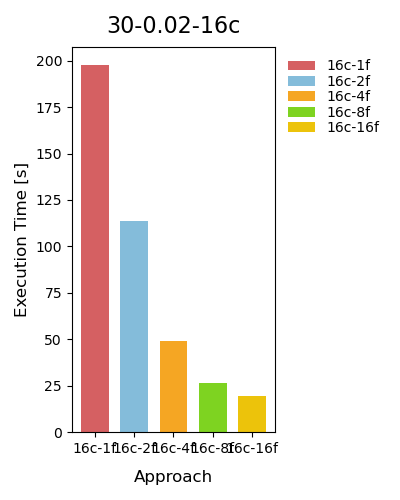 30-0.02-16c
200
175
150
125
100
75
50
25
0
Execution Time [s]
16c-1f 16c-2f 16c-4f 16c-8f 16c-16f
Approach
16c-1f
16c-2f
16c-4f
16c-8f
16c-16f